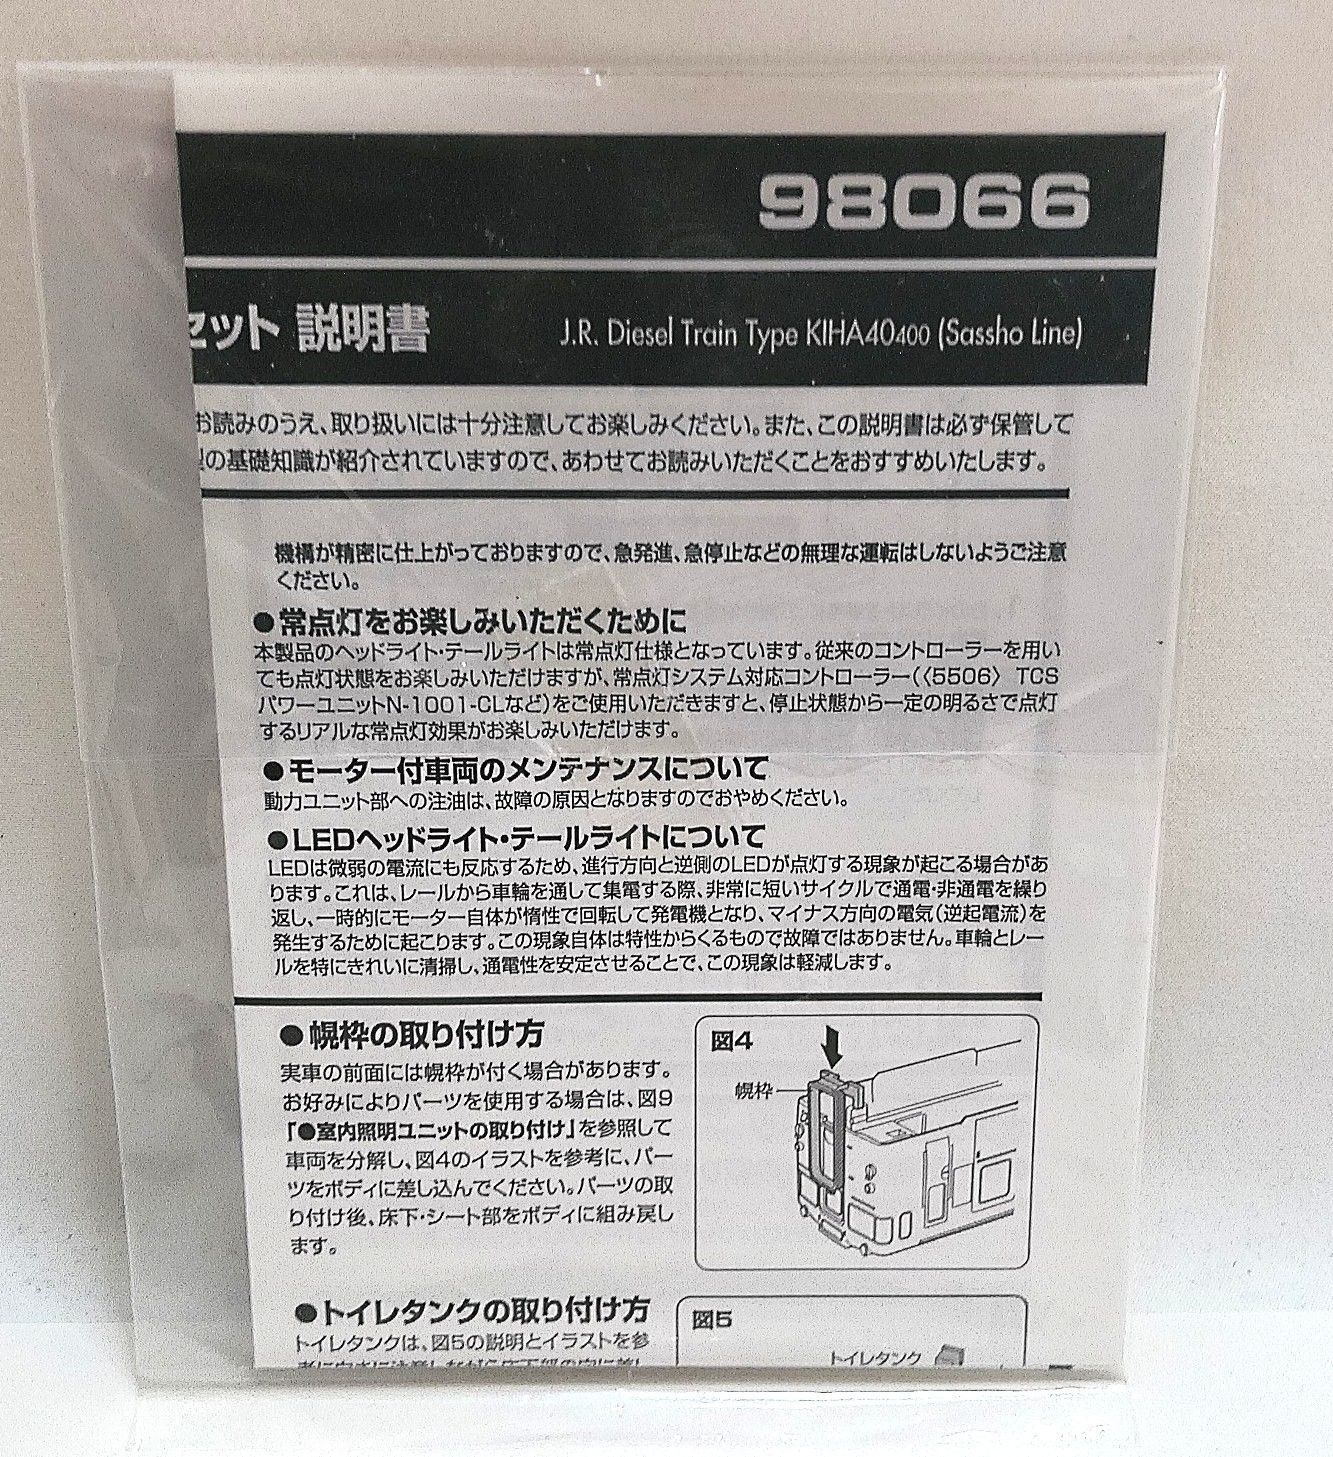 98066
セット 説明書 J.R. Diesel Train Type KIHA40400 (Sassho Line)
お読みのうえ、取り扱いには十分注意してお楽しみください。また、この説明書は必ず保管して
の基礎知識が紹介されていますので、あわせてお読みいただくことをおすすめいたします。
機構が精密に仕上がっておりますので、急発進、急停止などの無理な運転はしないようご注意
ください。
●常点灯をお楽しみいただくために
本製品のヘッドライト・テールライトは常点灯仕様となっています。従来のコントローラーを用い
ても点灯状態をお楽しみいただけますが、常点灯システム対応コントローラー(〈5506〉 TCS
パワーユニットN-1001-CLなど)をご使用いただきますと、停止状態から一定の明るさで点灯
するリアルな常点灯効果がお楽しみいただけます。
●モーター付車両のメンテナンスについて
動力ユニット部への注油は、故障の原因となりますのでおやめください。
●LEDヘッドライト・テールライトについて
LEDは微弱の電流にも反応するため、進行方向と逆側のLEDが点灯する現象が起こる場合があ
ります。これは、レールから車輪を通して集電する際、非常に短いサイクルで通電・非通電を繰り
返し、一時的にモーター自体が惰性で回転して発電機となり、マイナス方向の電気(逆起電流)を
発生するために起こります。この現象自体は特性からくるもので故障ではありません。車輪とレー
ルを特にきれいに清掃し、通電性を安定させることで、この現象は軽減します。
●幌枠の取り付け方
実車の前面には幌枠が付く場合があります。
お好みによりパーツを使用する場合は、図9
「●室内照明ユニットの取り付け」を参照して
車両を分解し、図4のイラストを参考に、パー
ツをボディに差し込んでください。パーツの取
り付け後、床下・シート部をボディに組み戻し
ます。
図4
幌枠
●トイレタンクの取り付け方
トイレタンクは、図5の説明とイラストを参
図5
トイレタンク